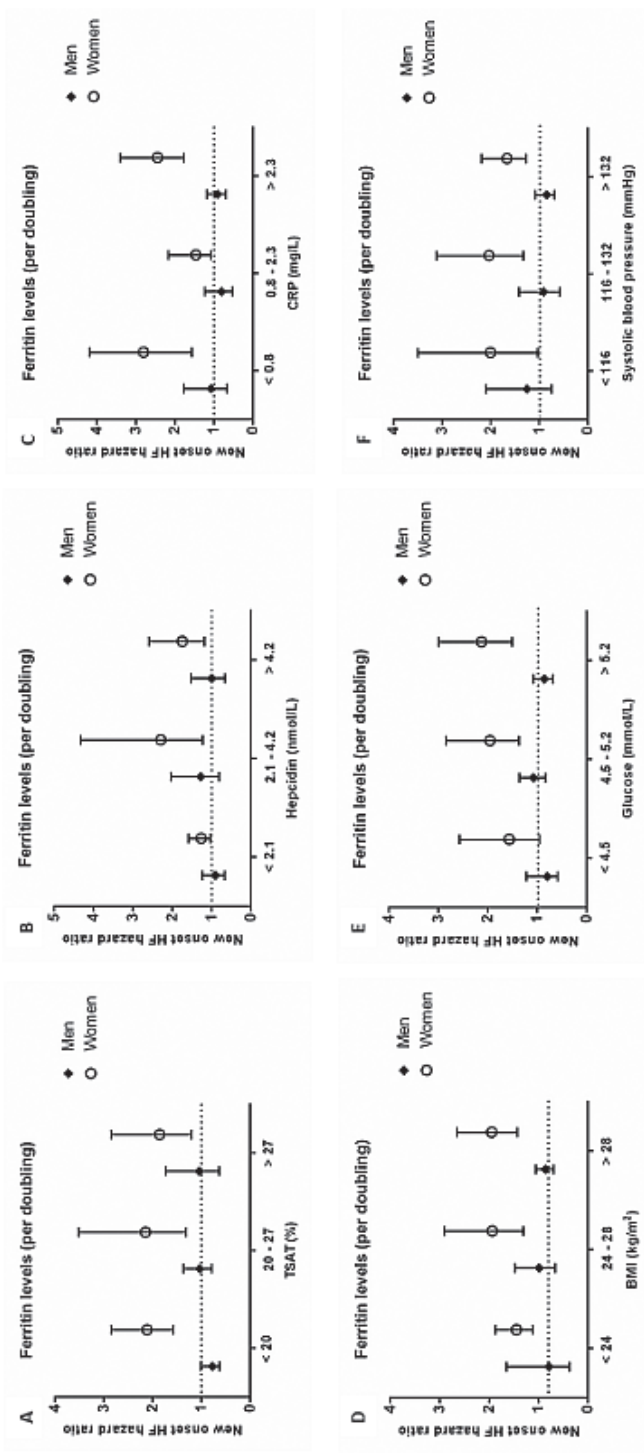 A
Ferritin levels (per doubling)
New onset HF hazard ratio
4
3
2
1
0
< 20
20 - 27
> 27
TSAT (%)
Men
Women
B
Ferritin levels (per doubling)
New onset HF hazard ratio
5
4
3
2
1
0
< 2.1
2.1 - 4.2
> 4.2
Hepcidin (nmol/L)
Men
Women
C
Ferritin levels (per doubling)
New onset HF hazard ratio
5
4
3
2
1
0
< 0.8
0.8 - 2.3
> 2.3
CRP (mg/L)
Men
Women
D
Ferritin levels (per doubling)
New onset HF hazard ratio
4
3
2
1
0
< 24
24 - 28
> 28
BMI (kg/m²)
Men
Women
E
Ferritin levels (per doubling)
New onset HF hazard ratio
4
3
2
1
0
< 4.5
4.5 - 5.2
> 5.2
Glucose (mmol/L)
Men
Women
F
Ferritin levels (per doubling)
New onset HF hazard ratio
4
3
2
1
0
<116
116 - 132
> 132
Systolic blood pressure (mmHg)
Men
Women